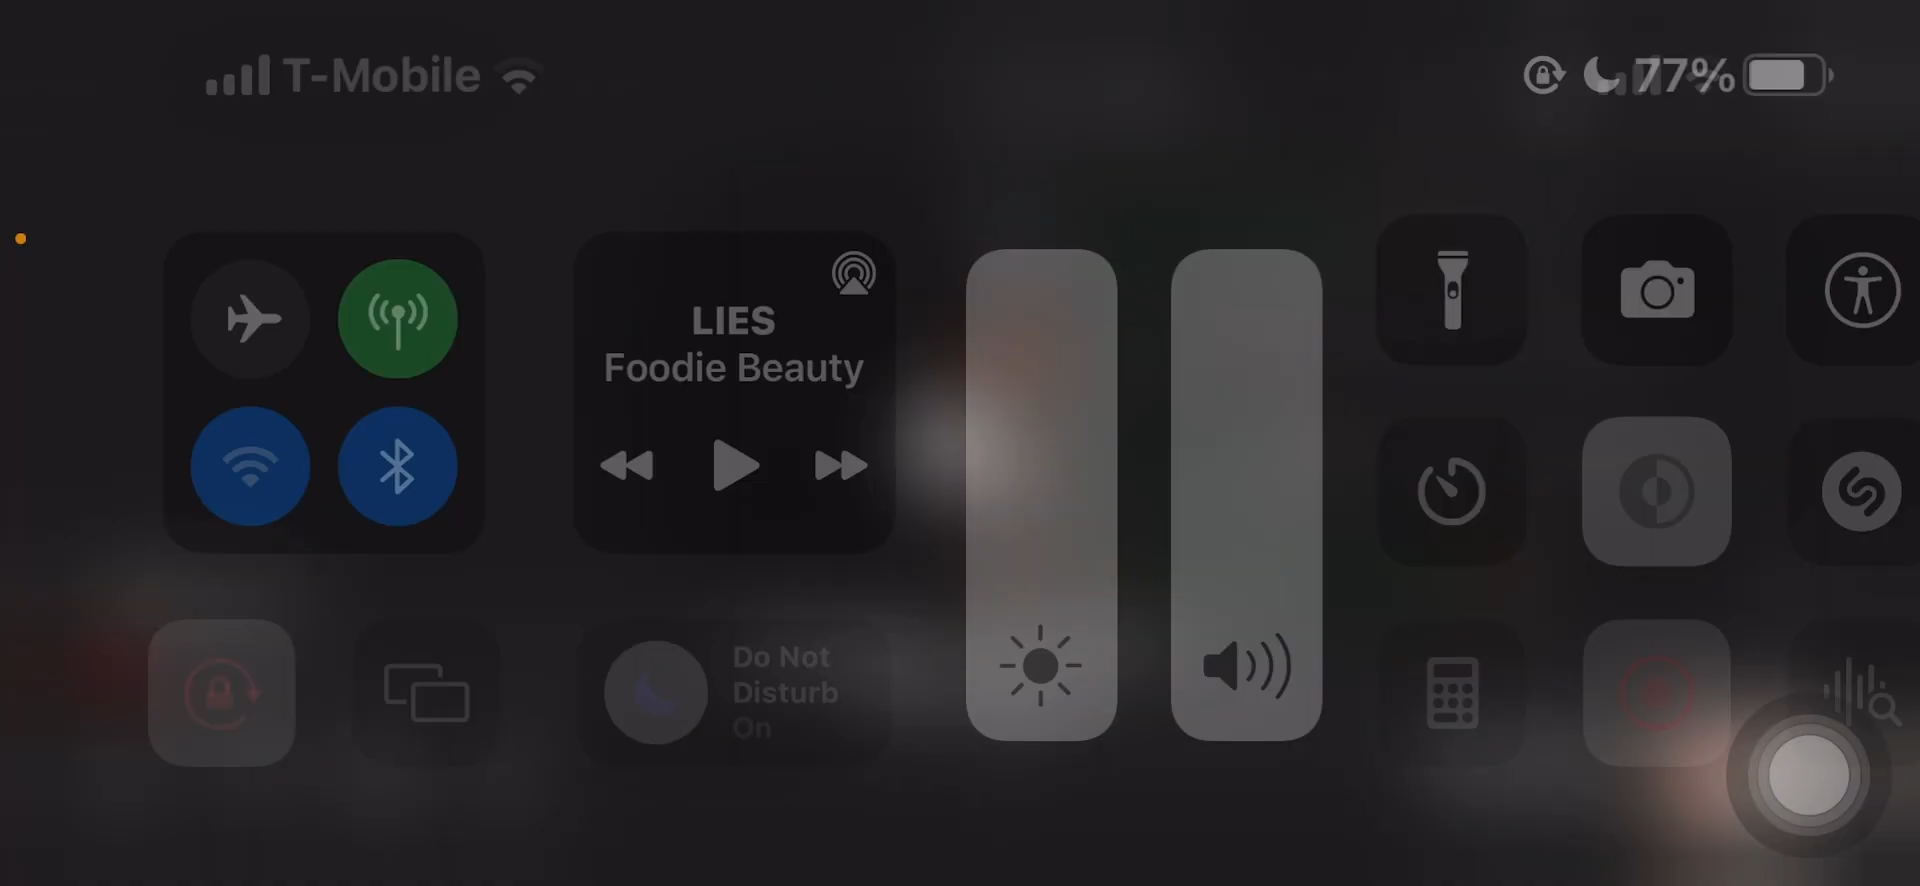 T-Mobile
77%
LIES
Foodie Beauty
Do Not
Disturb
On